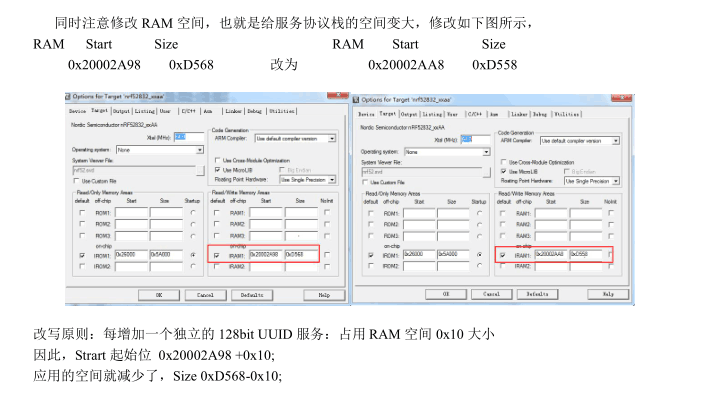 同时注意修改 RAM 空间，也就是给服务协议栈的空间变大，修改如下图所示，
RAM Start Size RAM Start Size
0x20002A98 0xD568 改为 0x20002AA8 0xD558
Options for Target 'nrf52832_xxaa'
Device Target Output Listing User C/C++ Asm Linker Debug Utilities
Nordic Semiconductor nRF52832_xxAA
Xtal (MHz):
Operating system: None
System Viewer File:
nrf52.svd
Use Custom File
Code Generation
ARM Compiler: Use default compiler version
Use Cross-Module Optimization
Use MicroLIB Big Endian
Floating Point Hardware: Use Single Precision
Read/Only Memory Areas
default off-chip Start Size Startup
ROM1:
ROM2:
ROM3:
on-chip
IROM1: 0x26000 0x5A000
IROM2:
Read/Write Memory Areas
default off-chip Start Size NoInit
RAM1:
RAM2:
RAM3:
on-chip
IRAM1: 0x20002A98 0xD568
IRAM2:
OK Cancel Defaults Help
Options for Target 'nrf52832_xxaa'
Device Target Output Listing User C/C++ Asm Linker Debug Utilities
Nordic Semiconductor nRF52832_xxAA
Xtal (MHz):
Operating system: None
System Viewer File:
nrf52.svd
Use Custom File
Code Generation
ARM Compiler: Use default compiler version
Use Cross-Module Optimization
Use MicroLIB Big Endian
Floating Point Hardware: Use Single Precision
Read/Only Memory Areas
default off-chip Start Size Startup
ROM1:
ROM2:
ROM3:
on-chip
IROM1: 0x26000 0x5A000
IROM2:
Read/Write Memory Areas
default off-chip Start Size NoInit
RAM1:
RAM2:
RAM3:
on-chip
IRAM1: 0x20002AA8 0xD558
IRAM2:
OK Cancel Defaults Help
改写原则：每增加一个独立的 128bit UUID 服务：占用 RAM 空间 0x10 大小
因此，Strart 起始位 0x20002A98 +0x10;
应用的空间就减少了，Size 0xD568-0x10;